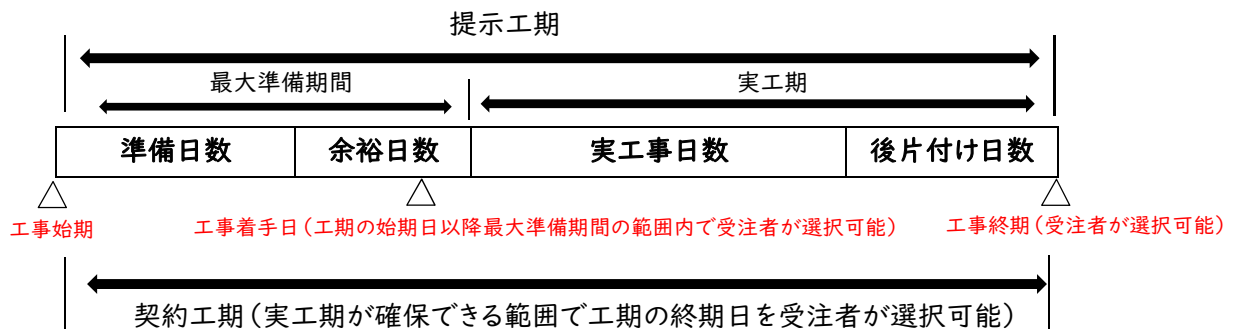 提示工期
最大準備期間 実工期
準備日数 余裕日数 実工事日数 後片付け日数
工事始期 工事着手日(工期の始期日以降最大準備期間の範囲内で受注者が選択可能) 工事終期(受注者が選択可能)
契約工期(実工期が確保できる範囲で工期の終期日を受注者が選択可能)